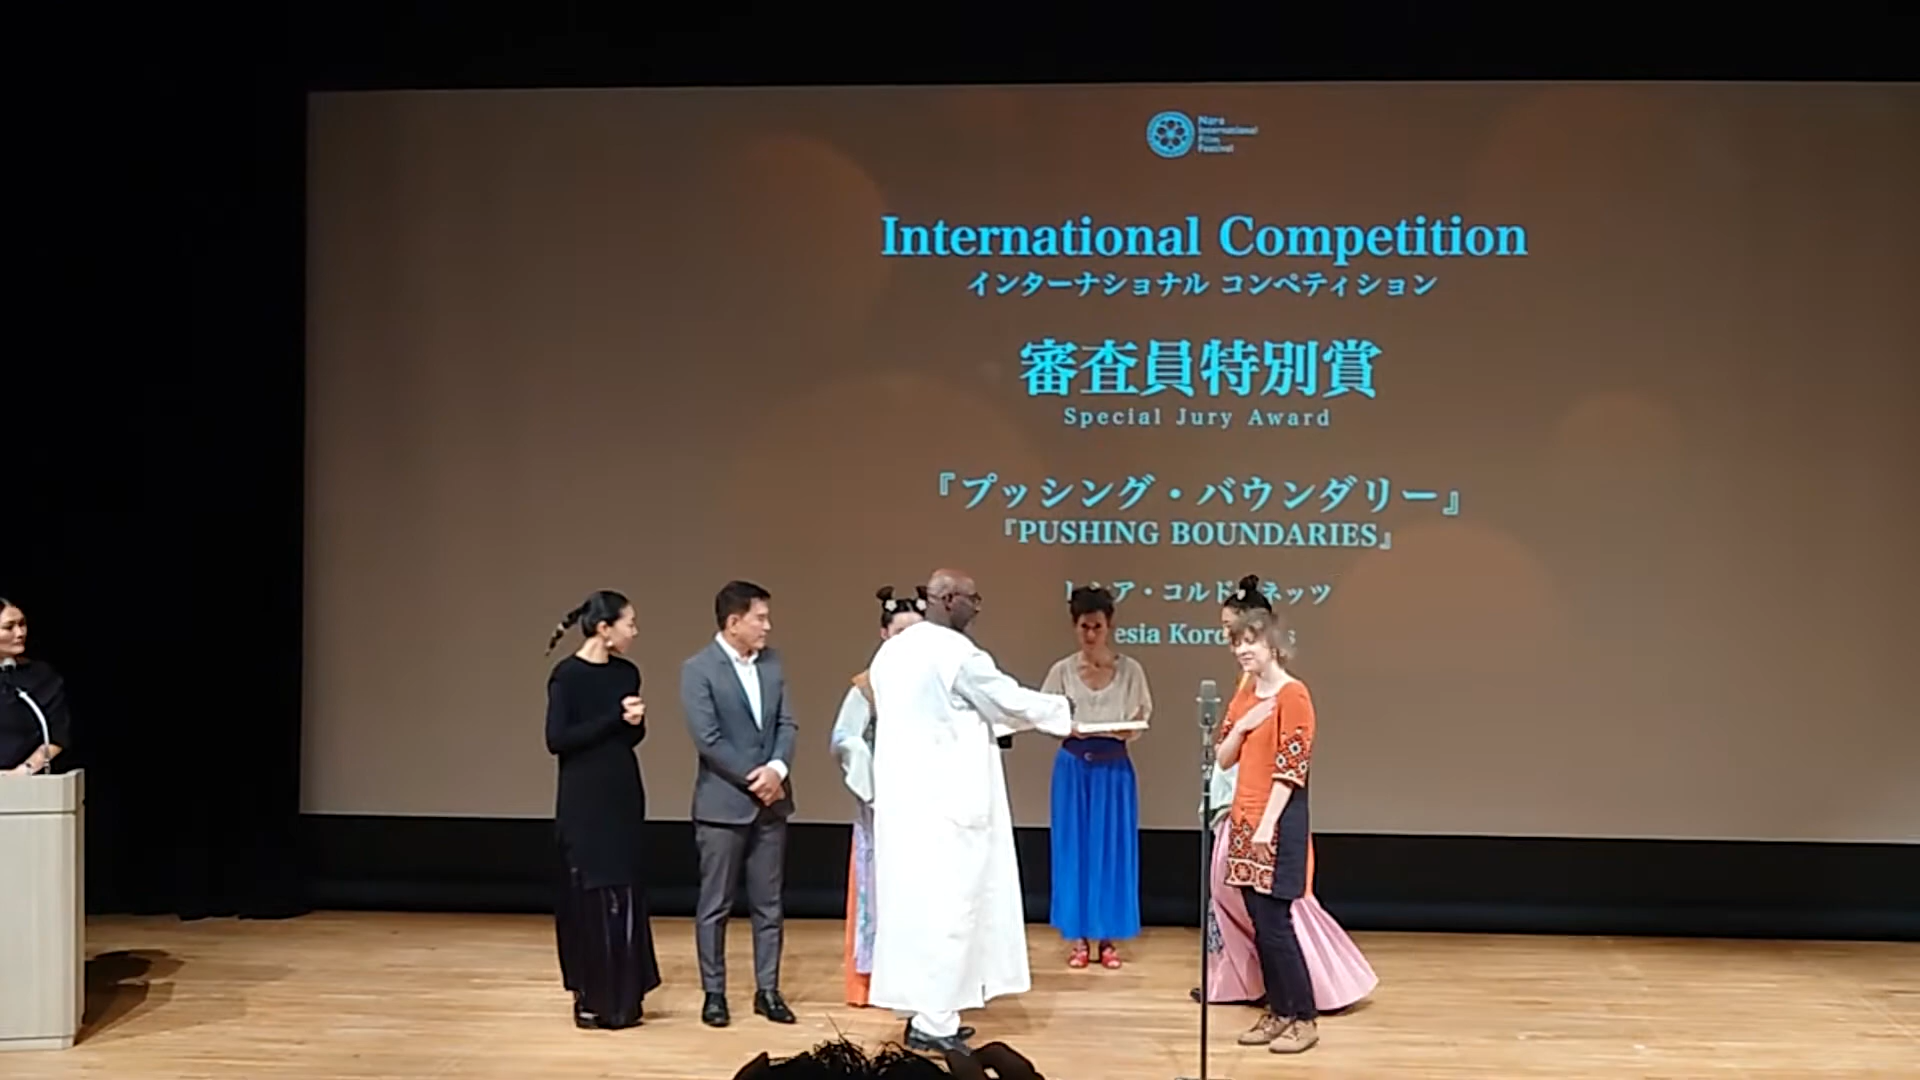 Nara
International
Film
Festival
International Competition
インターナショナル コンペティション
審査員特別賞
Special Jury Award
『プッシング・バウンダリー』
『PUSHING BOUNDARIES』